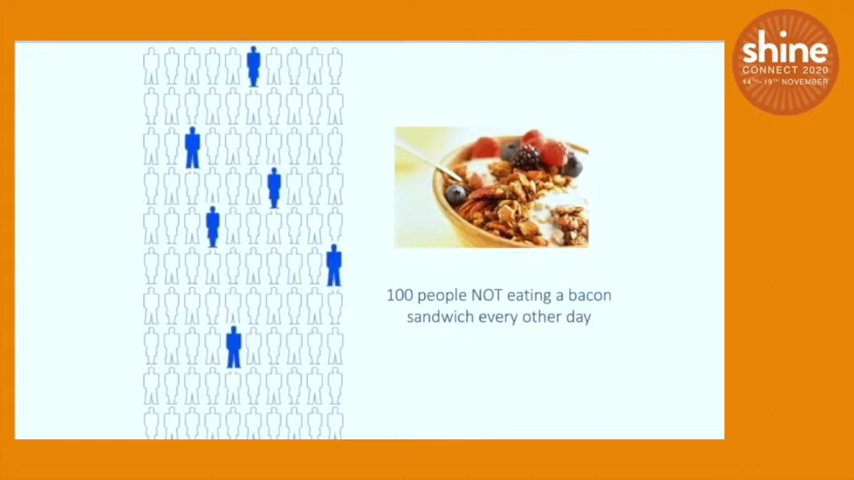 shine
CONNECT 2020
14TH-19TH NOVEMBER
100 people NOT eating a bacon
sandwich every other day